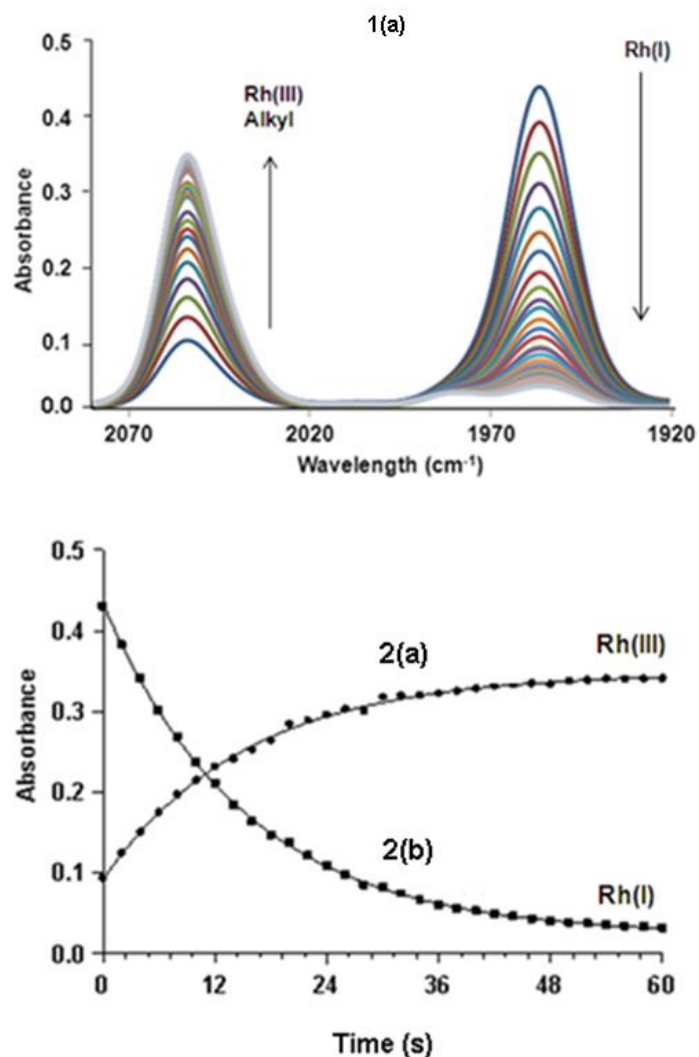 1(a)
0.5
Rh(I)
Rh(III)
Alkyl
0.4
0.3
0.2
0.1
0.0
Absorbance
2070 2020 1970 1920
Wavelength (cm-1)
0.5
0.4
0.3
0.2
0.1
0.0
Absorbance
2(a)
Rh(III)
2(b)
Rh(I)
0 12 24 36 48 60
Time (s)